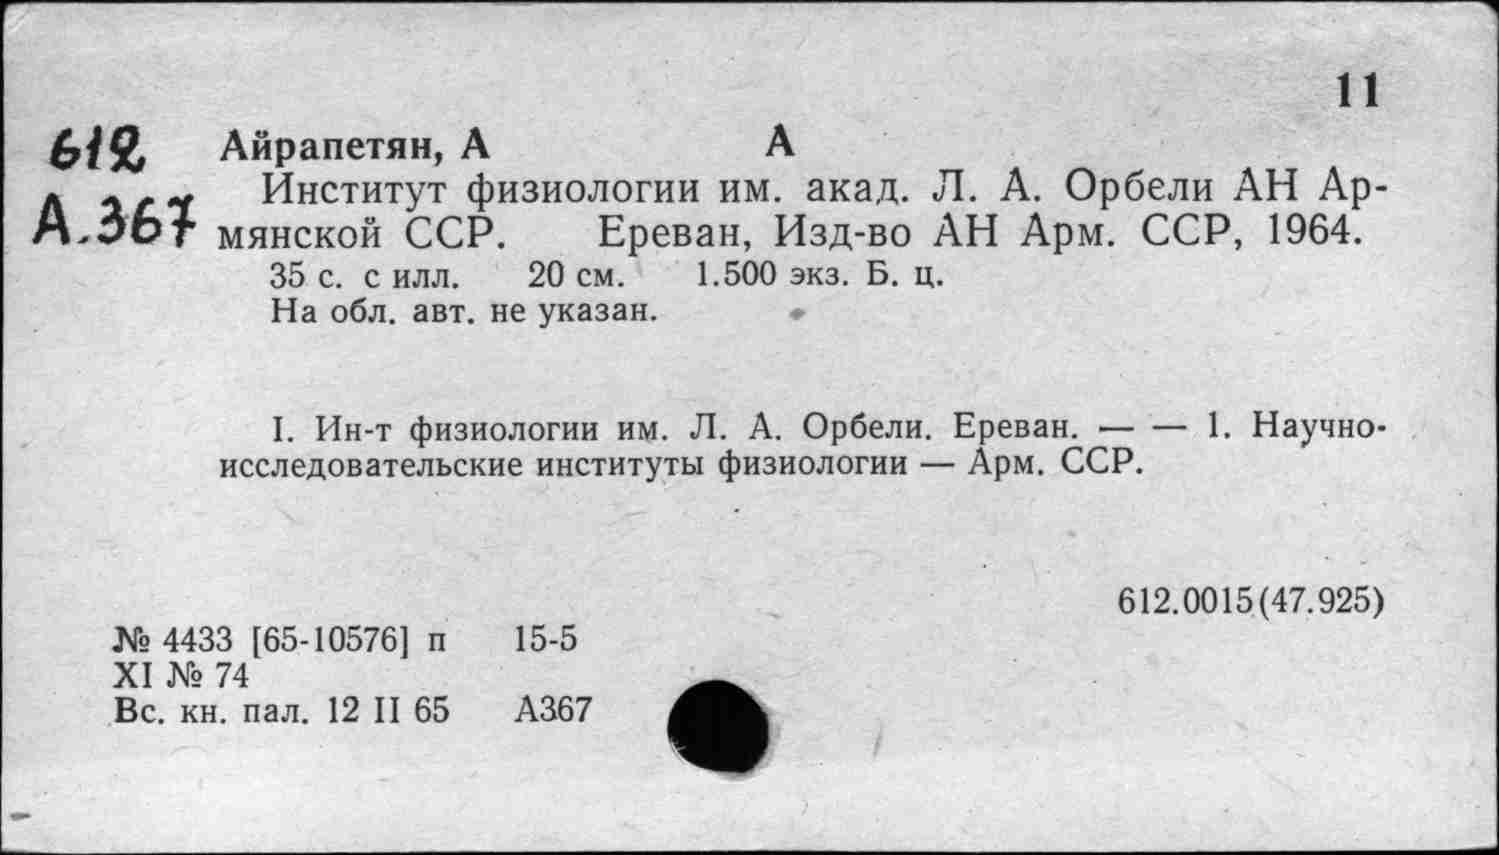 11
612 Айрапетян, А А
Институт физиологии им. акад. Л. А. Орбели АН Ар-
А.367 мянской ССР. Ереван, Изд-во АН Арм. ССР, 1964.
35 с. с илл. 20 см. 1.500 экз. Б. ц.
На обл. авт. не указан.
I. Ин-т физиологии им. Л. А. Орбели. Ереван. — — 1. Научно-
исследовательские институты физиологии — Арм. ССР.
612.0015(47.925)
№ 4433 [65-10576] п 15-5
XI № 74
Вс. кн. пал. 12 II 65 А367